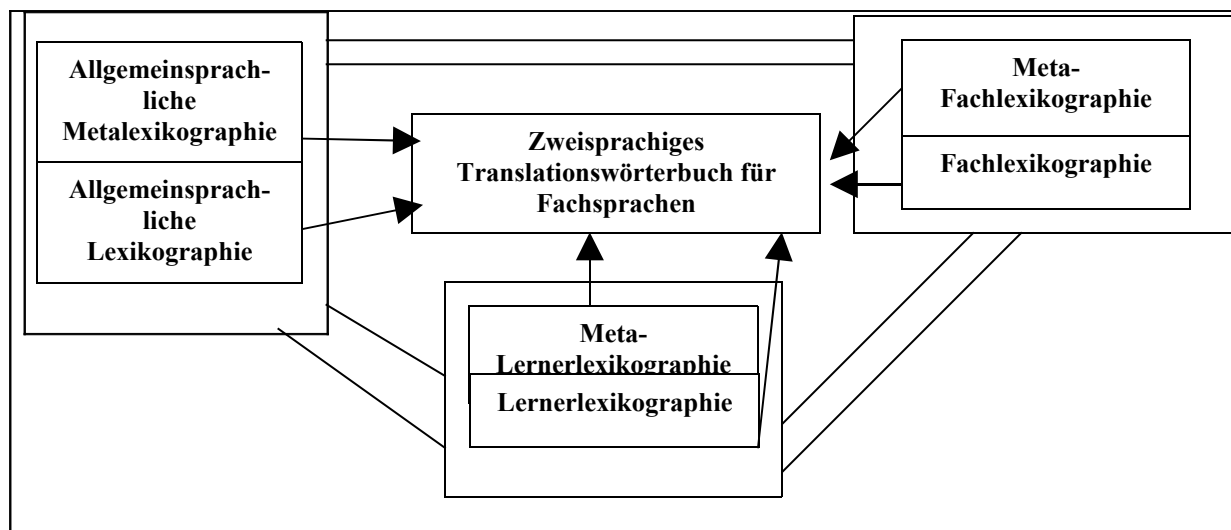 Allgemeinsprach-
liche
Metalexikographie
Allgemeinsprach-
liche
Lexikographie
Zweisprachiges
Translationswörterbuch für
Fachsprachen
Meta-
Fachlexikographie
Fachlexikographie
Meta-
Lernerlexikographie
Lernerlexikographie